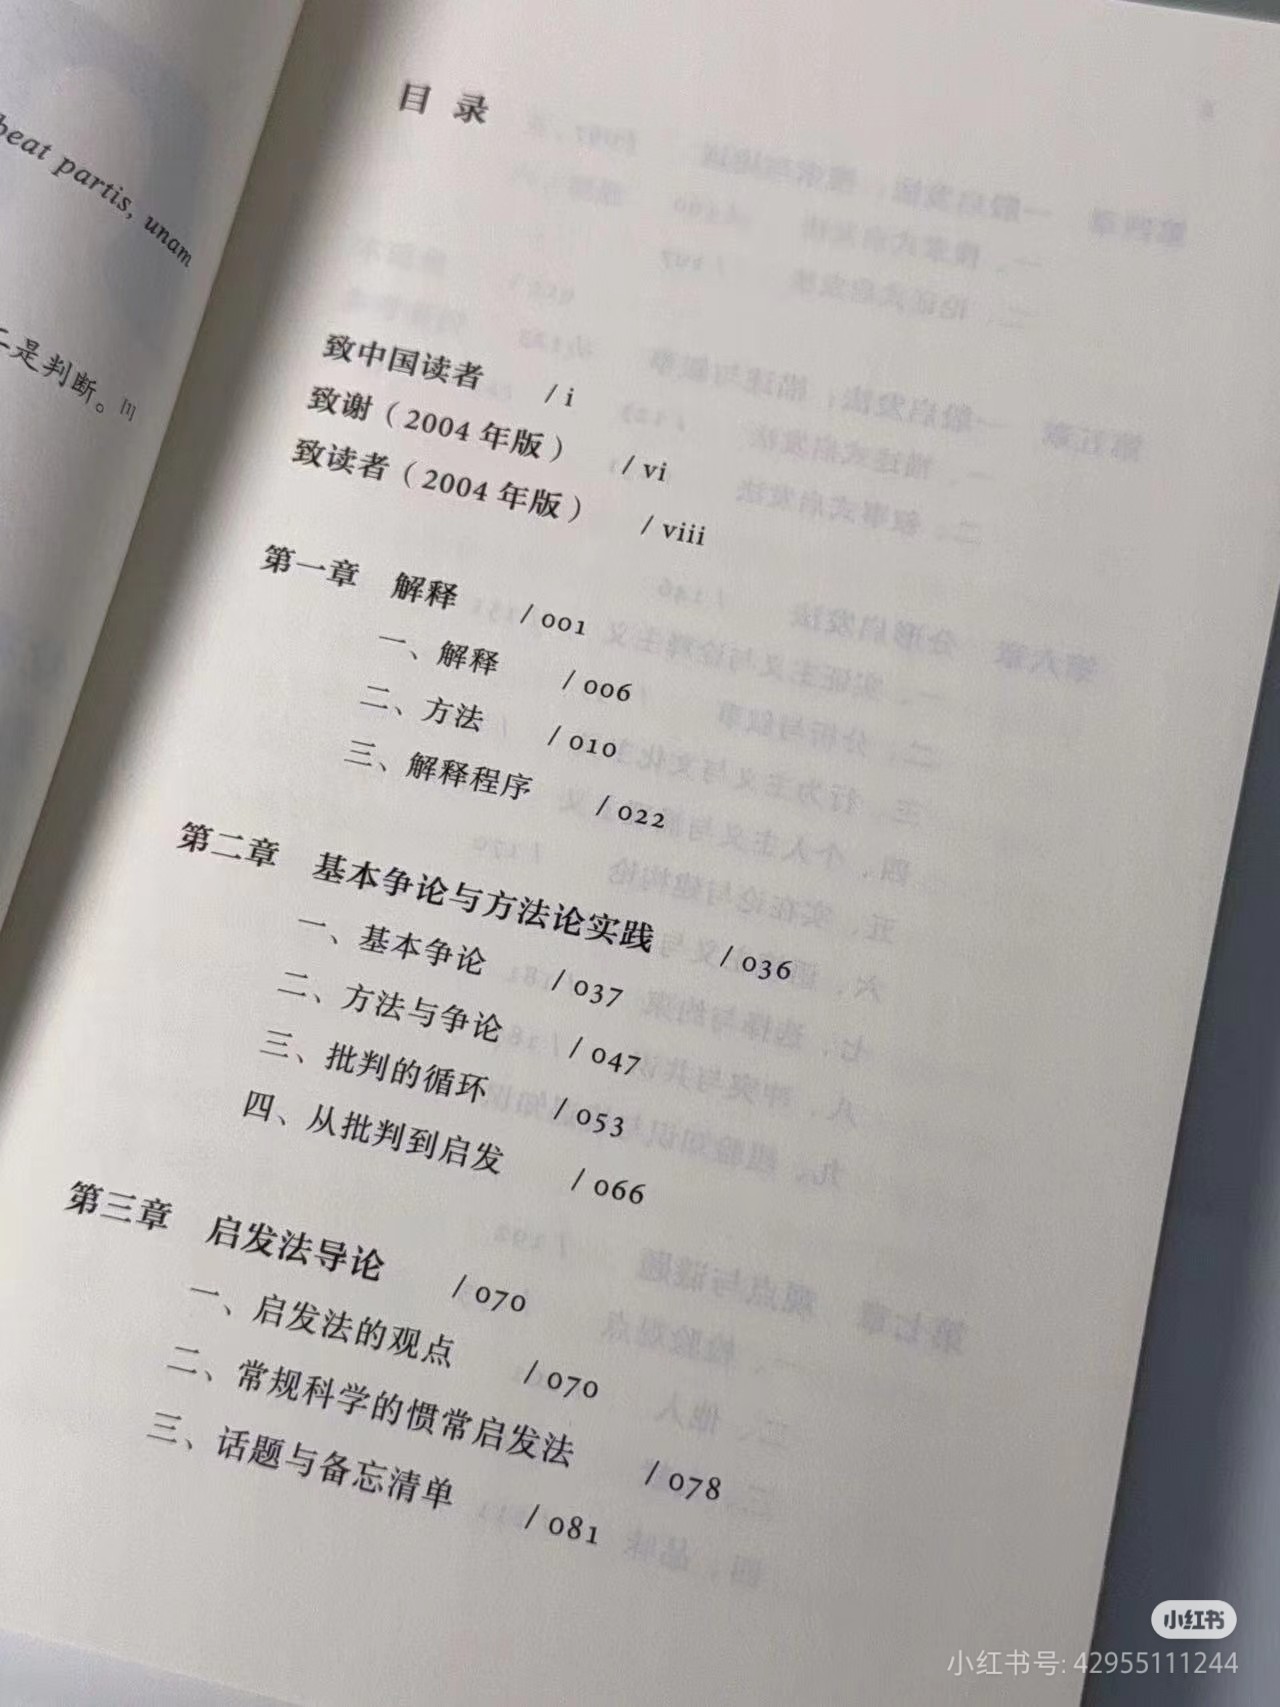 beat partis, unam
二是判断。[1]
目 录
致中国读者 / i
致谢（2004 年版） / vi
致读者（2004 年版） / viii
第一章 解释 / 001
一、解释 / 006
二、方法 / 010
三、解释程序 / 022
第二章 基本争论与方法论实践 / 036
一、基本争论 / 037
二、方法与争论 / 047
三、批判的循环 / 053
四、从批判到启发 / 066
第三章 启发法导论 / 070
一、启发法的观点 / 070
二、常规科学的惯常启发法 / 078
三、话题与备忘清单 / 081
小红书
小红书号: 42955111244